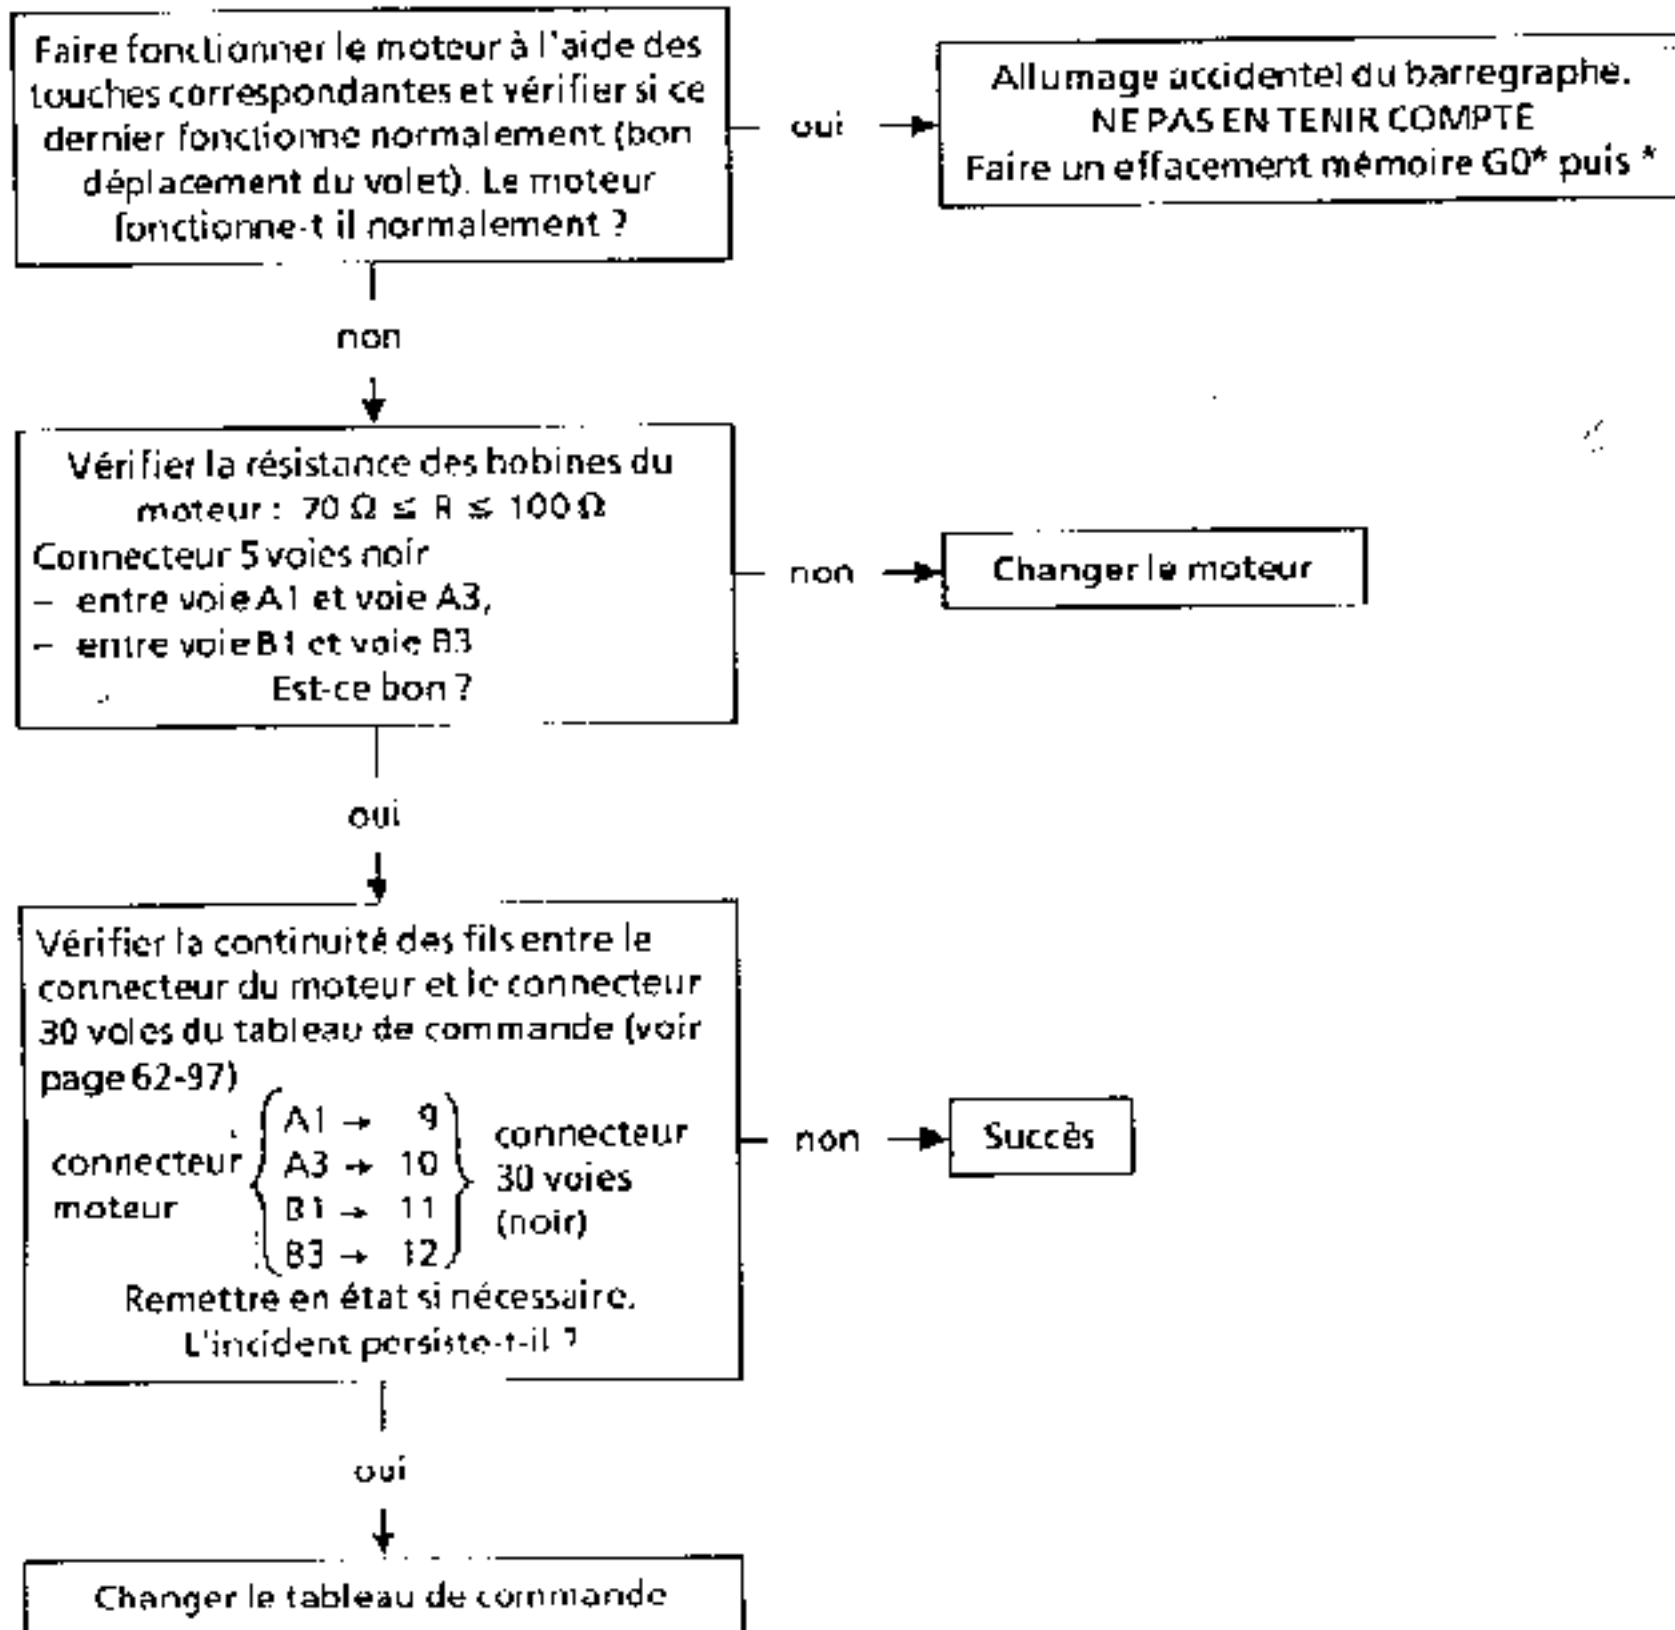 Faire fonctionner le moteur à l'aide des
touches correspondantes et vérifier si ce
dernier fonctionne normalement (bon
déplacement du volet). Le moteur
fonctionne-t il normalement ?
oui
Allumage accidentel du barregraphe.
NE PAS EN TENIR COMPTE
Faire un effacement mémoire G0* puis *
non
Vérifier la résistance des bobines du
moteur : 70 Ω ≤ R ≤ 100 Ω
Connecteur 5 voies noir
– entre voie A1 et voie A3,
– entre voie B1 et voie B3
Est-ce bon ?
non
Changer le moteur
oui
Vérifier la continuité des fils entre le
connecteur du moteur et le connecteur
30 voies du tableau de commande (voir
page 62-97)
connecteur moteur
A1 → 9
A3 → 10
B1 → 11
B3 → 12
connecteur
30 voies
(noir)
Remettre en état si nécessaire.
L'incident persiste-t-il ?
non
Succès
oui
Changer le tableau de commande